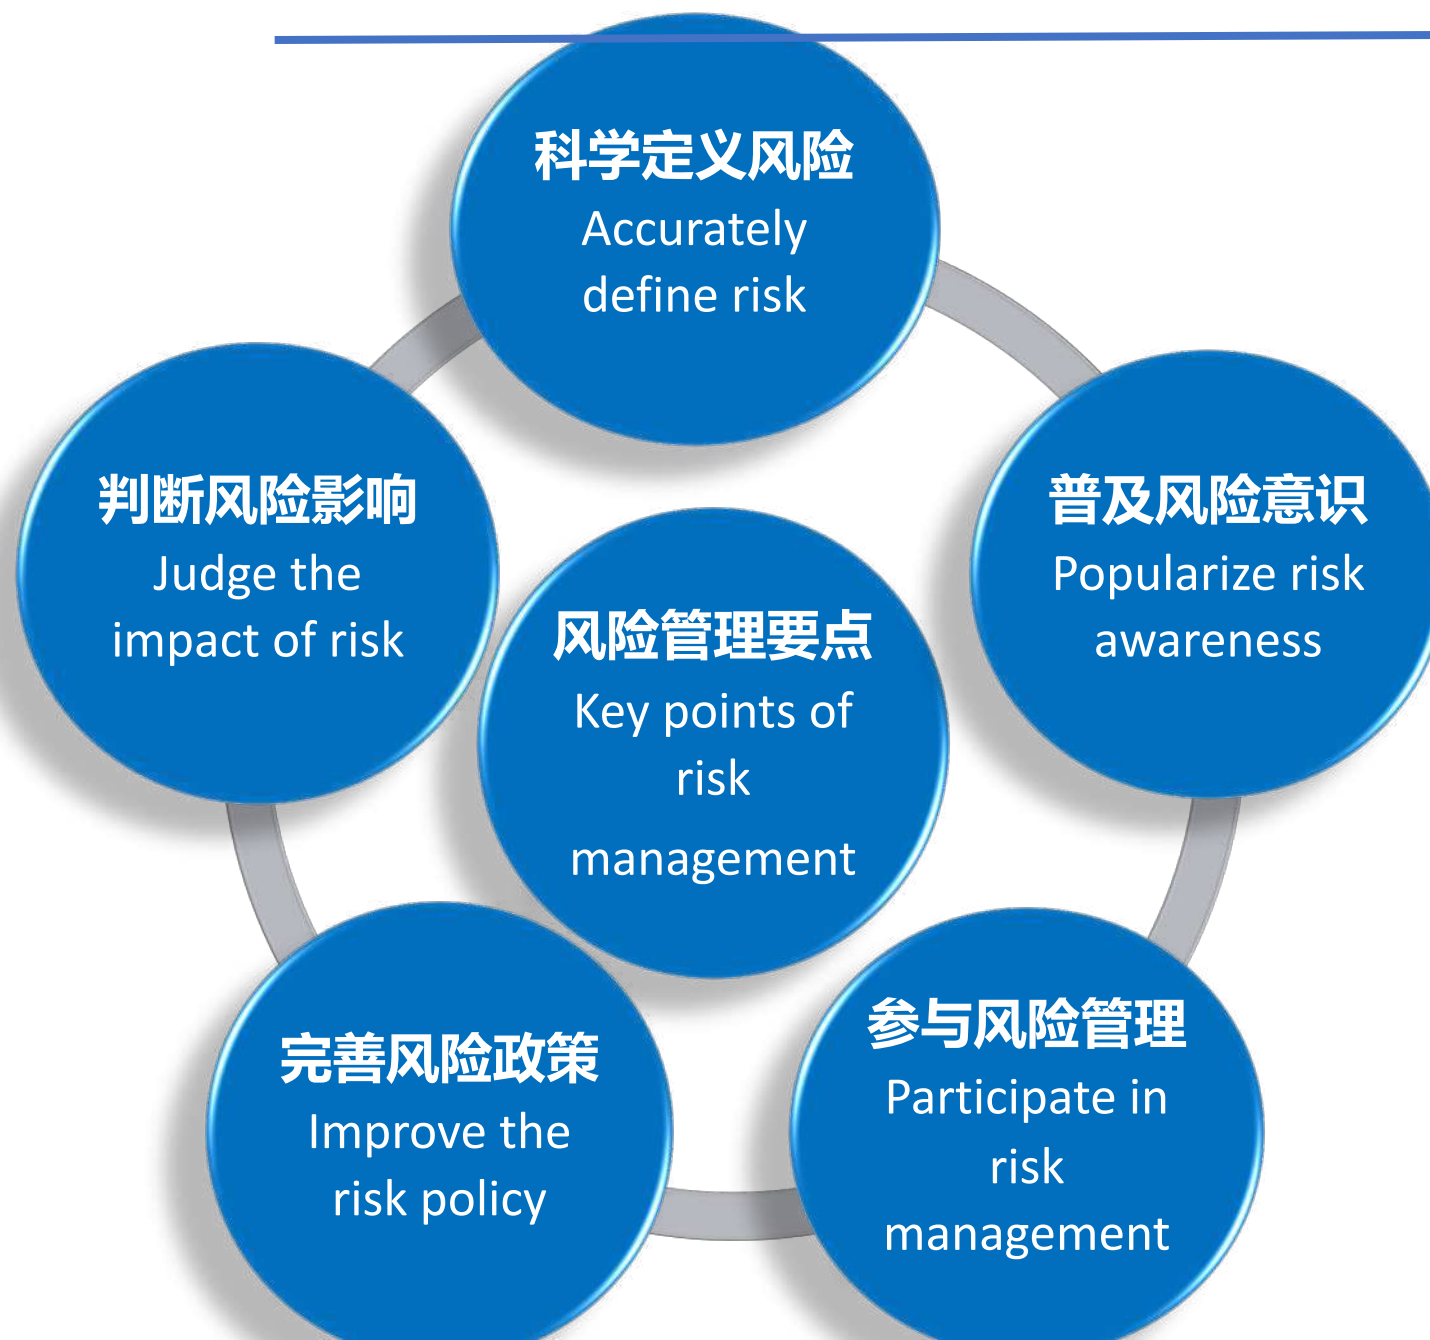 科学定义风险
Accurately
define risk
判断风险影响
Judge the
impact of risk
普及风险意识
Popularize risk
awareness
风险管理要点
Key points of
risk
management
完善风险政策
Improve the
risk policy
参与风险管理
Participate in
risk
management